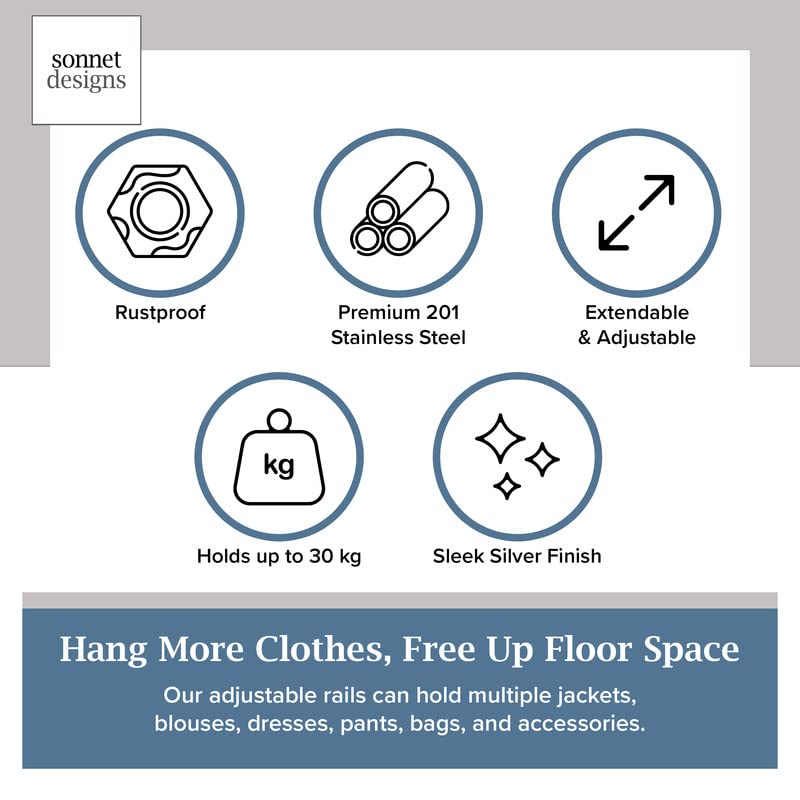 sonnet
designs
Rustproof
Premium 201
Stainless Steel
Extendable
& Adjustable
kg
Holds up to 30 kg
Sleek Silver Finish
Hang More Clothes, Free Up Floor Space
Our adjustable rails can hold multiple jackets,
blouses, dresses, pants, bags, and accessories.